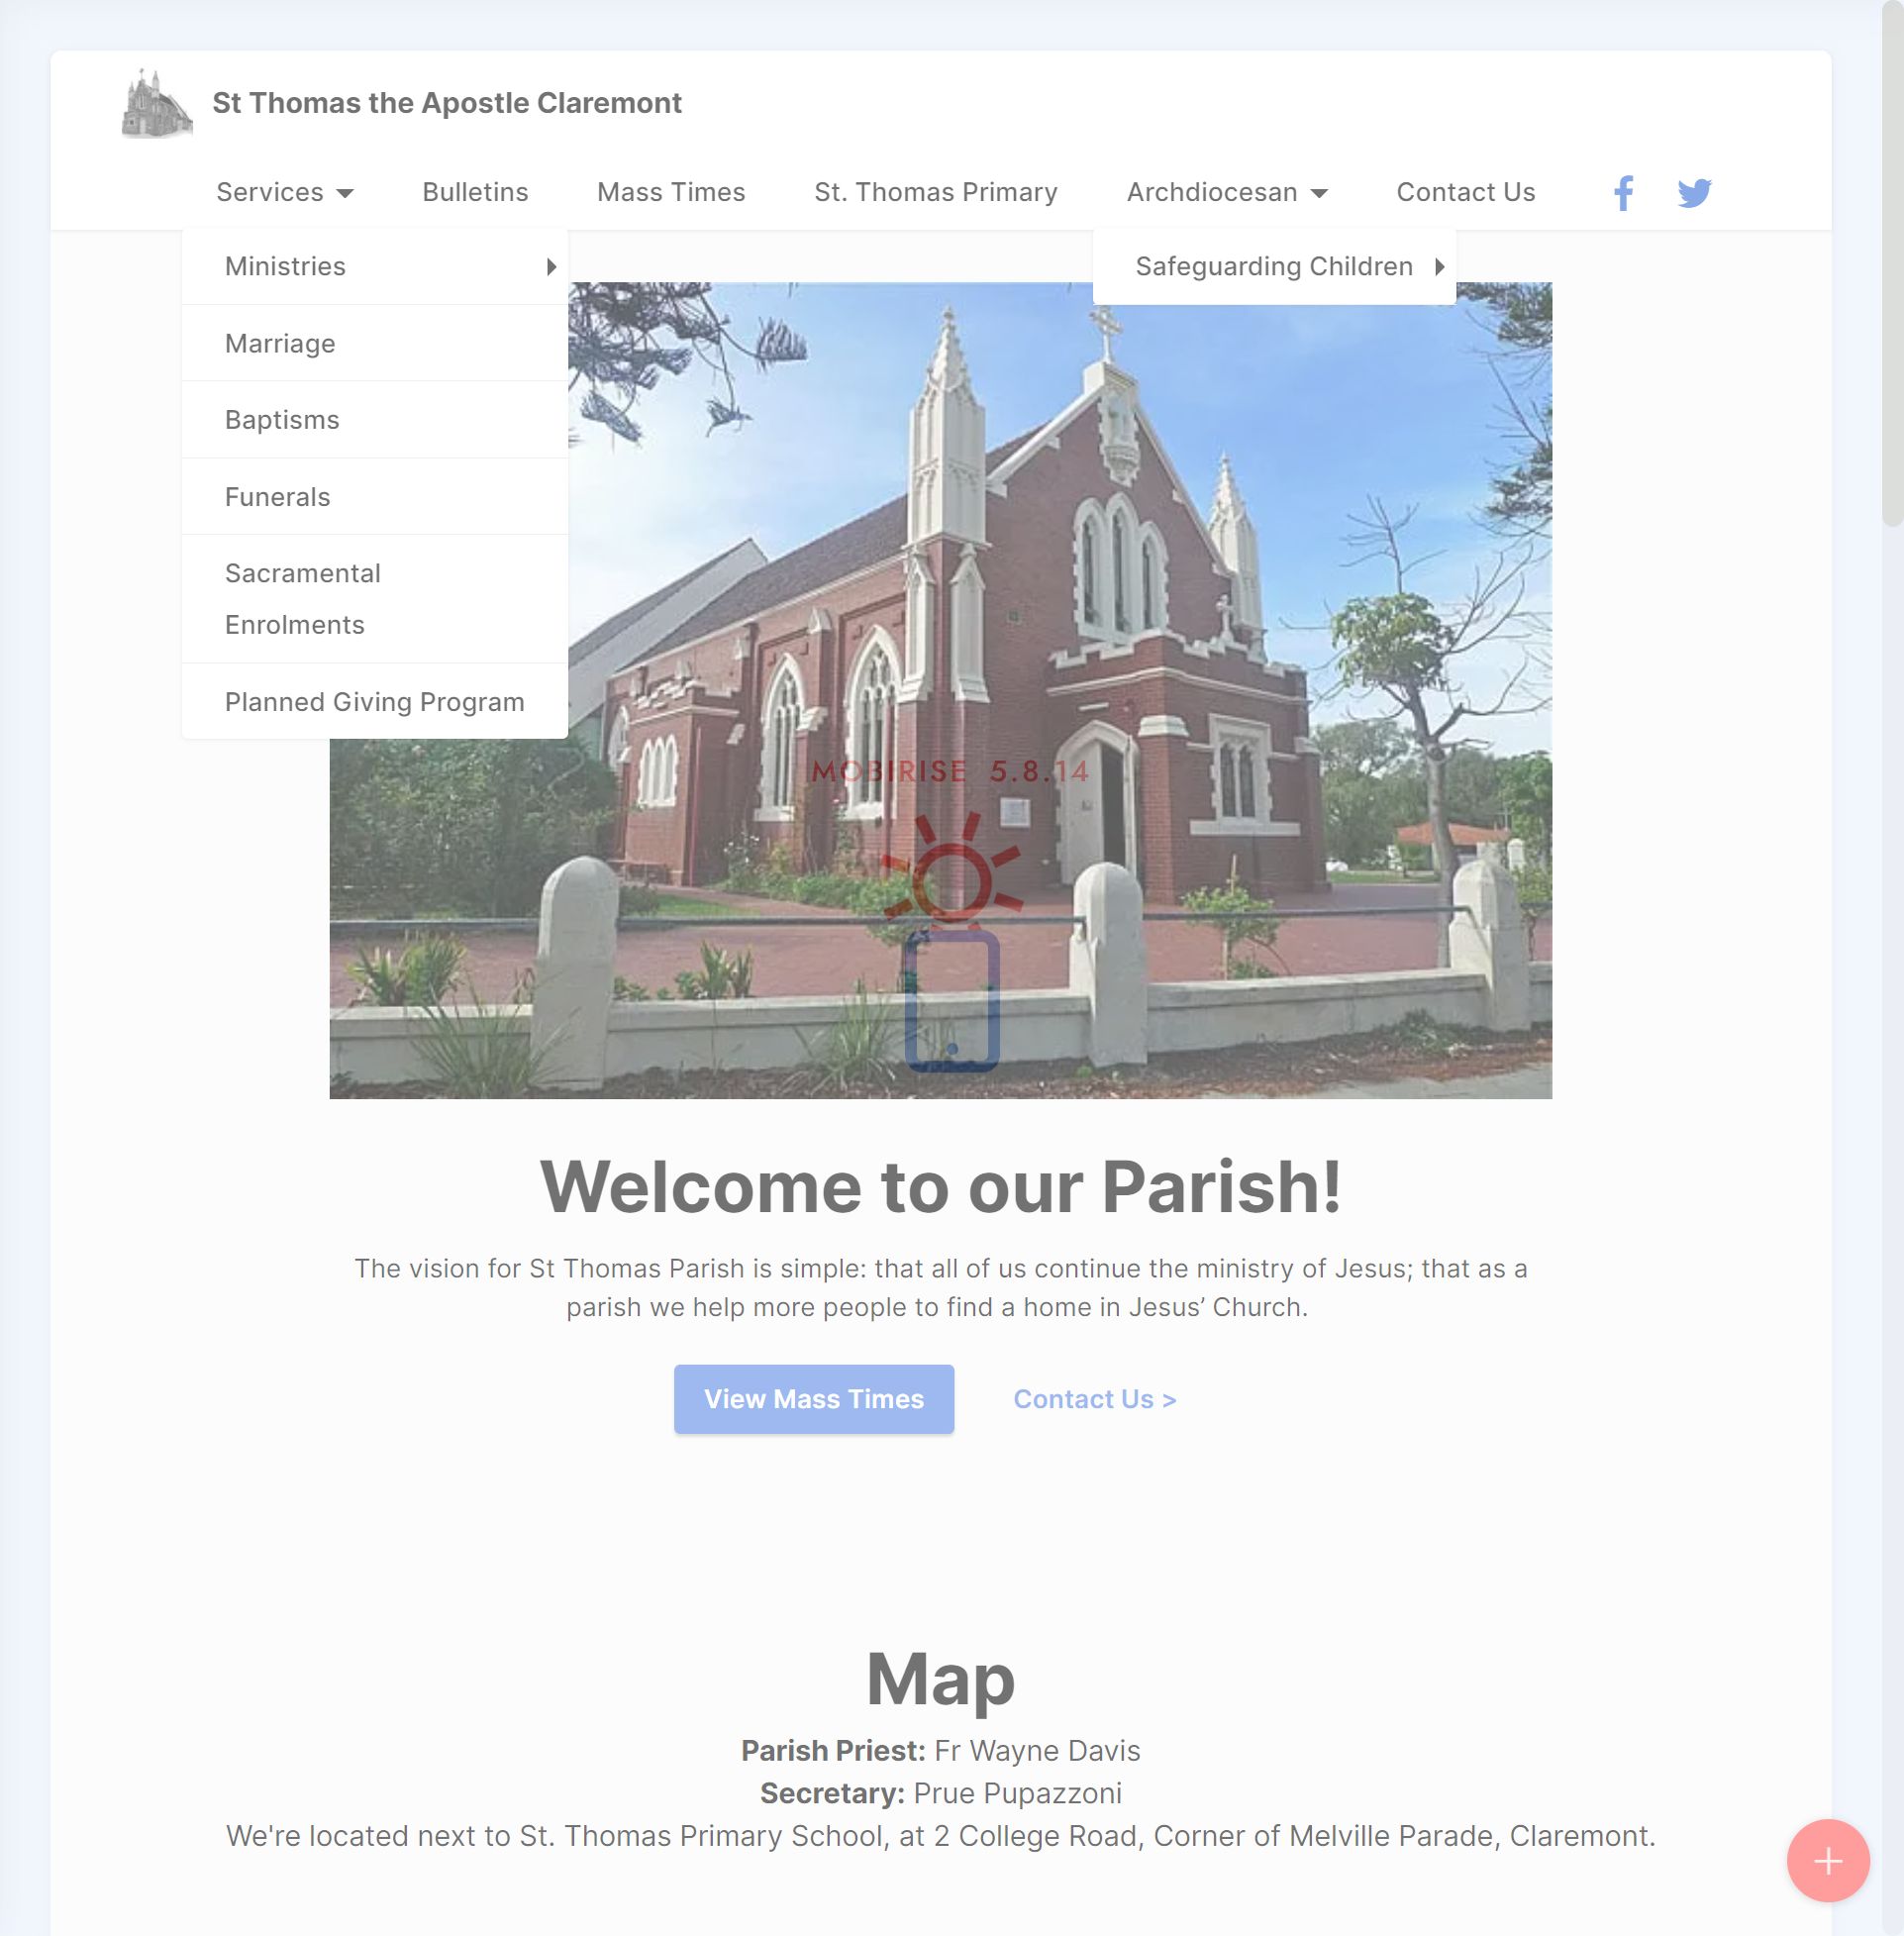 St Thomas the Apostle Claremont
Services
Bulletins
Mass Times
St. Thomas Primary
Archdiocesan
Contact Us
Ministries
Safeguarding Children
Marriage
Baptisms
Funerals
Sacramental
Enrolments
Planned Giving Program
MOBIRISE 5.8.14
Welcome to our Parish!
The vision for St Thomas Parish is simple: that all of us continue the ministry of Jesus; that as a
parish we help more people to find a home in Jesus’ Church.
View Mass Times
Contact Us >
Map
Parish Priest: Fr Wayne Davis
Secretary: Prue Pupazzoni
We're located next to St. Thomas Primary School, at 2 College Road, Corner of Melville Parade, Claremont.